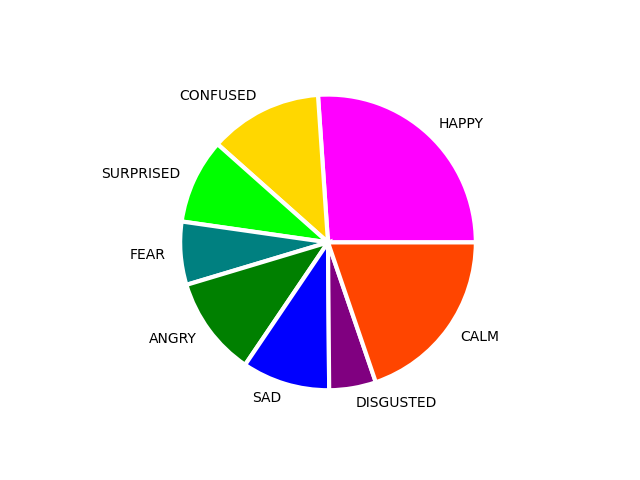 CONFUSED
HAPPY
SURPRISED
FEAR
ANGRY
CALM
SAD
DISGUSTED